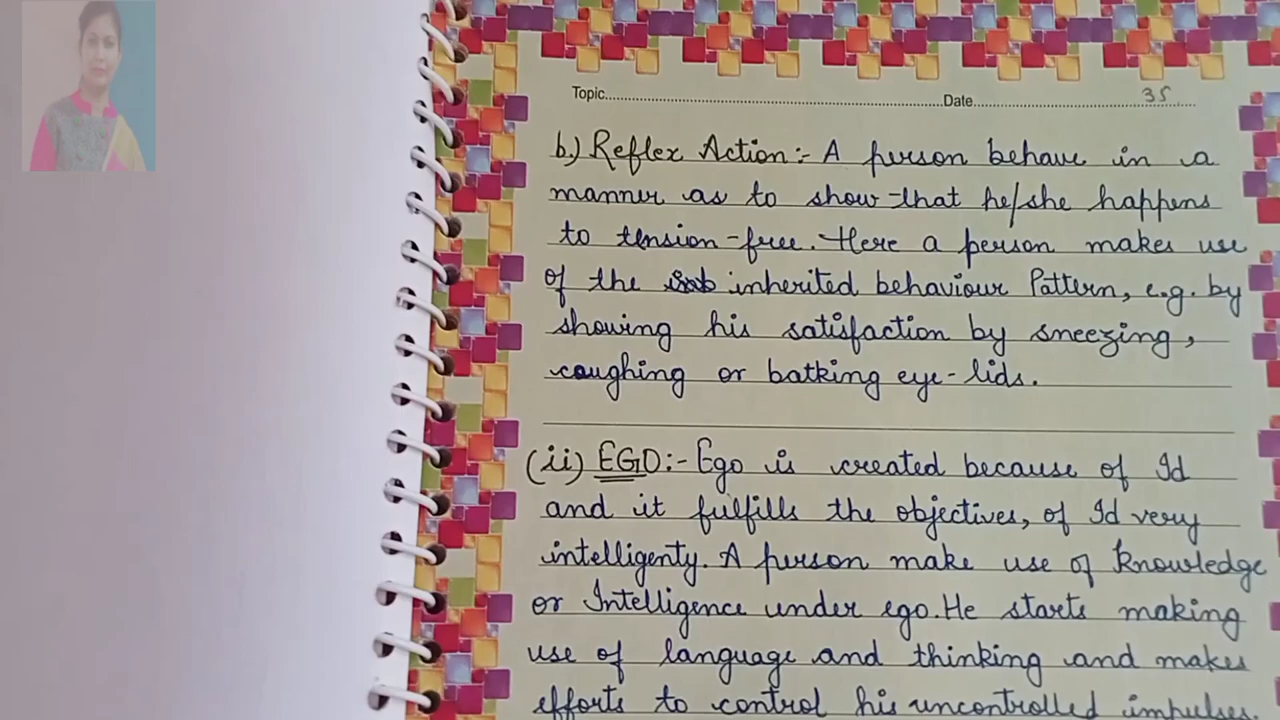 Topic.....Date..... 35
b.) Reflex Action:- A person behave in a
manner as to show that he/she happens
to tension-free. Here a person makes use
of the inherited behaviour Pattern, e.g. by
showing his satisfaction by sneezing,
coughing or batking eye-lids.
(ii) EGO:- Ego is created because of Id
and it fulfills the objectives, of Id very
intelligenty. A person make use of knowledge
or Intelligence under ego. He starts making
use of language and thinking and makes
efforts to control his uncontrolled impulses.